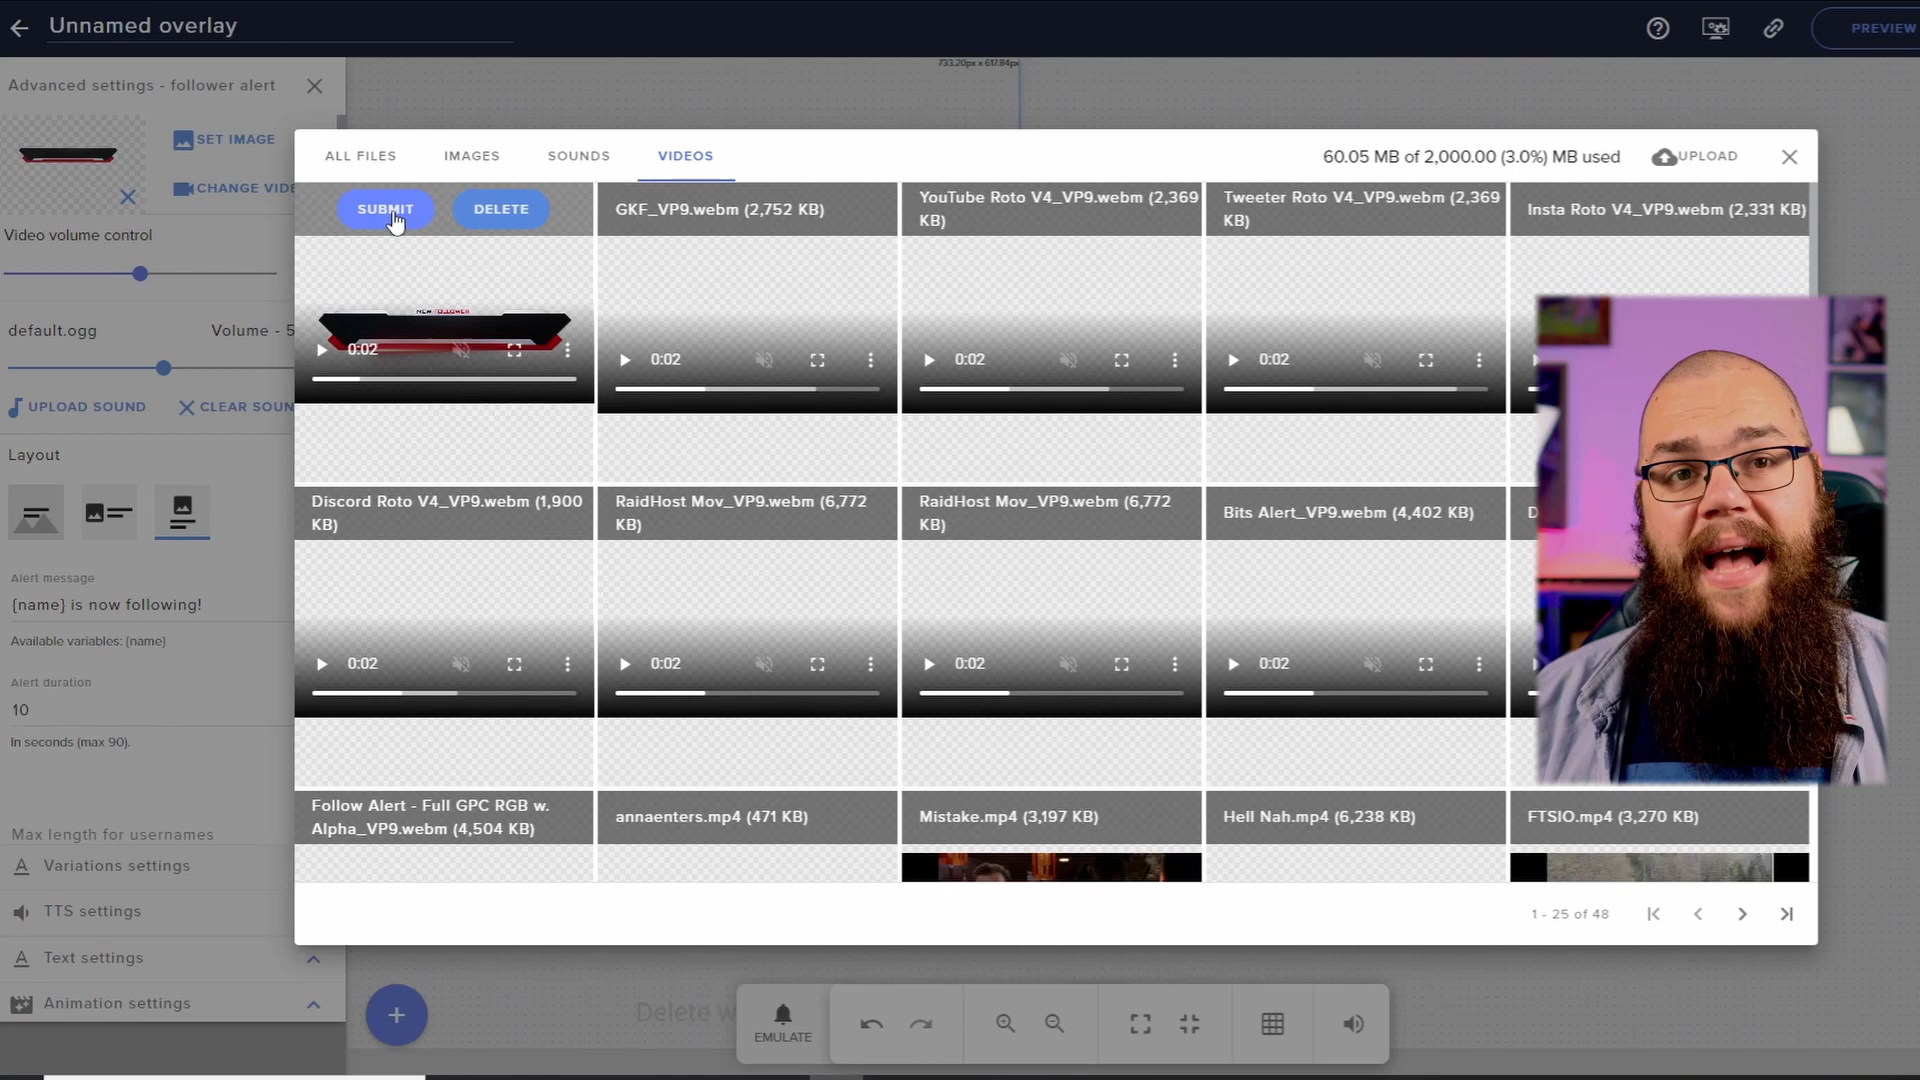 Unnamed overlay
PREVIEW
733.20px x 617.84px
Advanced settings - follower alert
SET IMAGE
CHANGE VIDE
Video volume control
default.ogg
Volume - 5
UPLOAD SOUND
CLEAR SOUN
Layout
Alert message
{name} is now following!
Available variables: {name}
Alert duration
10
In seconds (max 90).
Max length for usernames
Variations settings
TTS settings
Text settings
Animation settings
ALL FILES
IMAGES
SOUNDS
VIDEOS
60.05 MB of 2,000.00 (3.0%) MB used
UPLOAD
SUBMIT
DELETE
GKF_VP9.webm (2,752 KB)
YouTube Roto V4_VP9.webm (2,369
KB)
Tweeter Roto V4_VP9.webm (2,369
KB)
Insta Roto V4_VP9.webm (2,331 KB)
NEW FOLLOWER
0:02
0:02
0:02
0:02
Discord Roto V4_VP9.webm (1,900
KB)
RaidHost Mov_VP9.webm (6,772
KB)
RaidHost Mov_VP9.webm (6,772
KB)
Bits Alert_VP9.webm (4,402 KB)
D
0:02
0:02
0:02
0:02
Follow Alert - Full GPC RGB w.
Alpha_VP9.webm (4,504 KB)
annaenters.mp4 (471 KB)
Mistake.mp4 (3,197 KB)
Hell Nah.mp4 (6,238 KB)
FTSIO.mp4 (3,270 KB)
1 - 25 of 48
Delete w
EMULATE